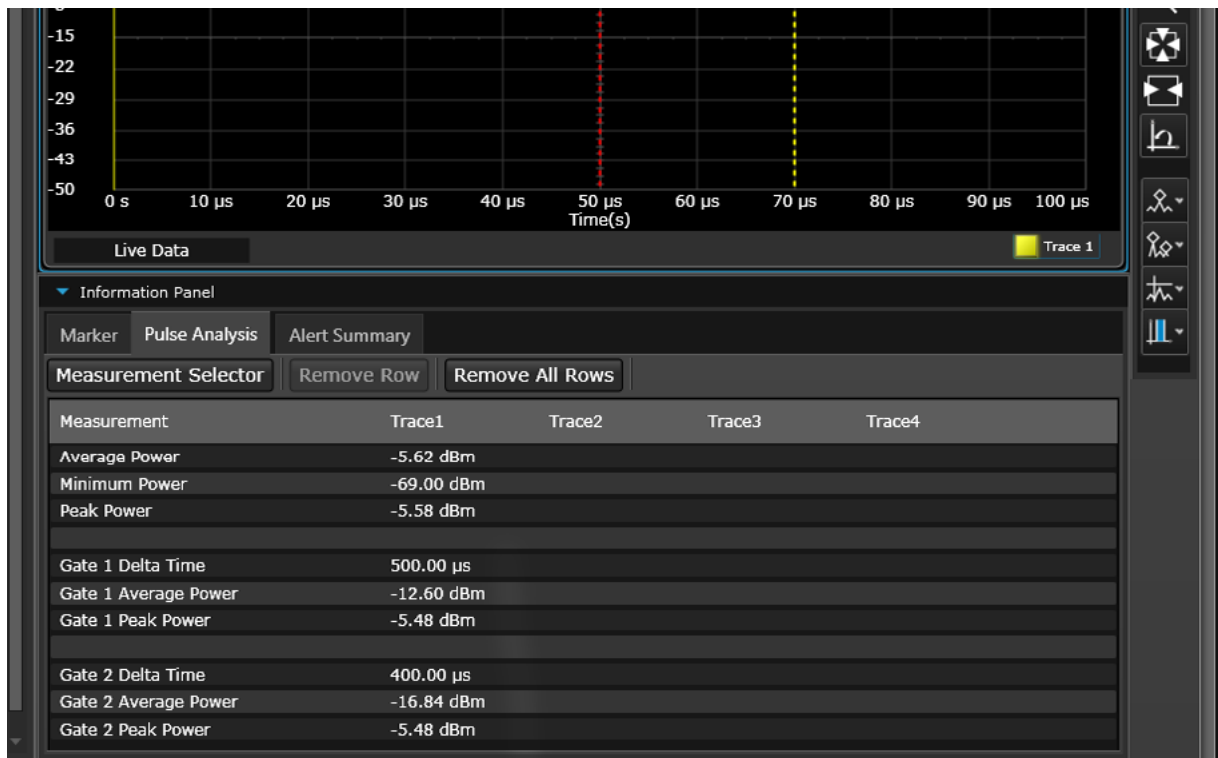 -15
-22
-29
-36
-43
-50
0 s 10 µs 20 µs 30 µs 40 µs 50 µs 60 µs 70 µs 80 µs 90 µs 100 µs
Time(s)
Live Data Trace 1
Information Panel
Marker Pulse Analysis Alert Summary
Measurement Selector Remove Row Remove All Rows
Measurement Trace1 Trace2 Trace3 Trace4
Average Power -5.62 dBm
Minimum Power -69.00 dBm
Peak Power -5.58 dBm
Gate 1 Delta Time 500.00 µs
Gate 1 Average Power -12.60 dBm
Gate 1 Peak Power -5.48 dBm
Gate 2 Delta Time 400.00 µs
Gate 2 Average Power -16.84 dBm
Gate 2 Peak Power -5.48 dBm